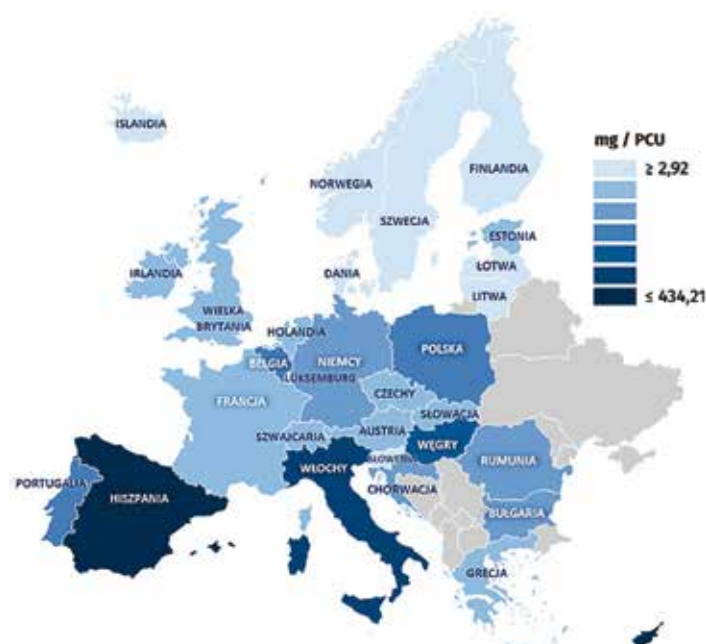 ISLANDIA
mg / PCU
≥ 2,92
≤ 434,21
FINLANDIA
NORWEGIA
SZWECJA
ESTONIA
ŁOTWA
DANIA
LITWA
IRLANDIA
WIELKA
BRYTANIA
HOLANDIA
BELGIA
NIEMCY
POLSKA
LUKSEMBURG
CZECHY
FRANCJA
SŁOWACJA
AUSTRIA
SZWAJCARIA
WĘGRY
SŁOWENIA
RUMUNIA
WŁOCHY
CHORWACJA
PORTUGALIA
HISZPANIA
BUŁGARIA
GRECJA